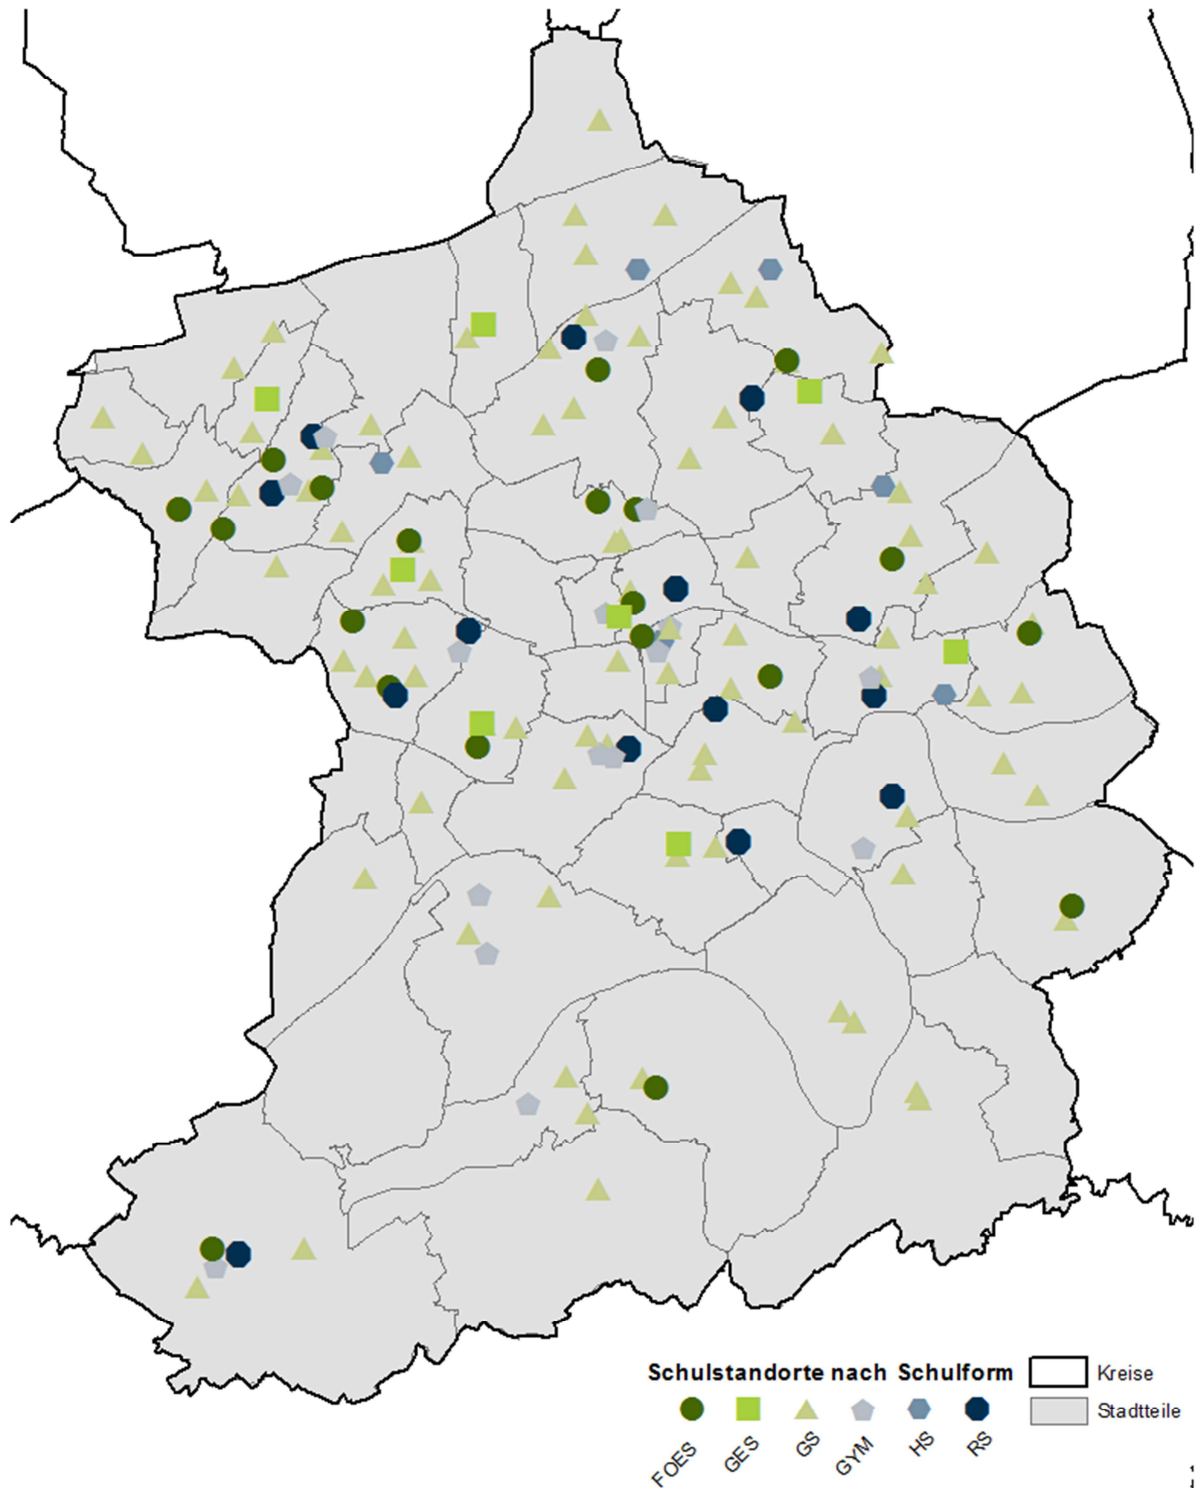 Schulstandorte nach Schulform
Kreise
Stadtteile
FOES
GES
GS
GYM
HS
RS